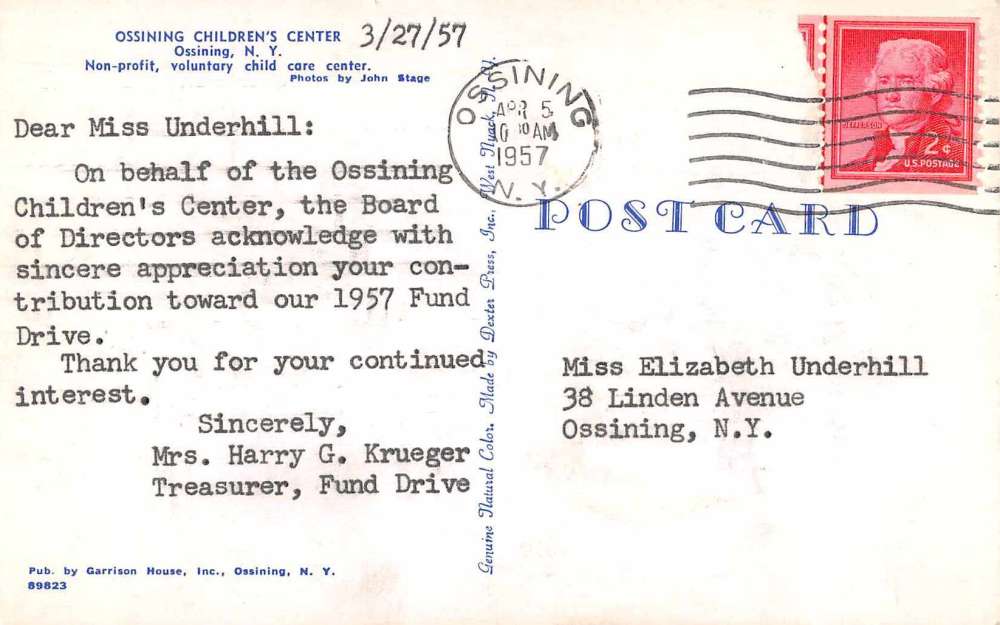 OSSINING CHILDREN'S CENTER
Ossining, N. Y.
Non-profit, voluntary child care center.
Photos by John Stage
3/27/57
Dear Miss Underhill:
On behalf of the Ossining
Children's Center, the Board
of Directors acknowledge with
sincere appreciation your con-
tribution toward our 1957 Fund
Drive.
Thank you for your continued
interest.
Sincerely,
Mrs. Harry G. Krueger
Treasurer, Fund Drive
Pub. by Garrison House, Inc., Ossining, N. Y.
89823
Genuine Natural Color. Made by Dexter Press, Inc., West Nyack, N. Y.
OSSINING
APR 5
AM
1957
N. Y.
JEFFERSON
2¢
U.S. POSTAGE
POST CARD
Miss Elizabeth Underhill
38 Linden Avenue
Ossining, N.Y.